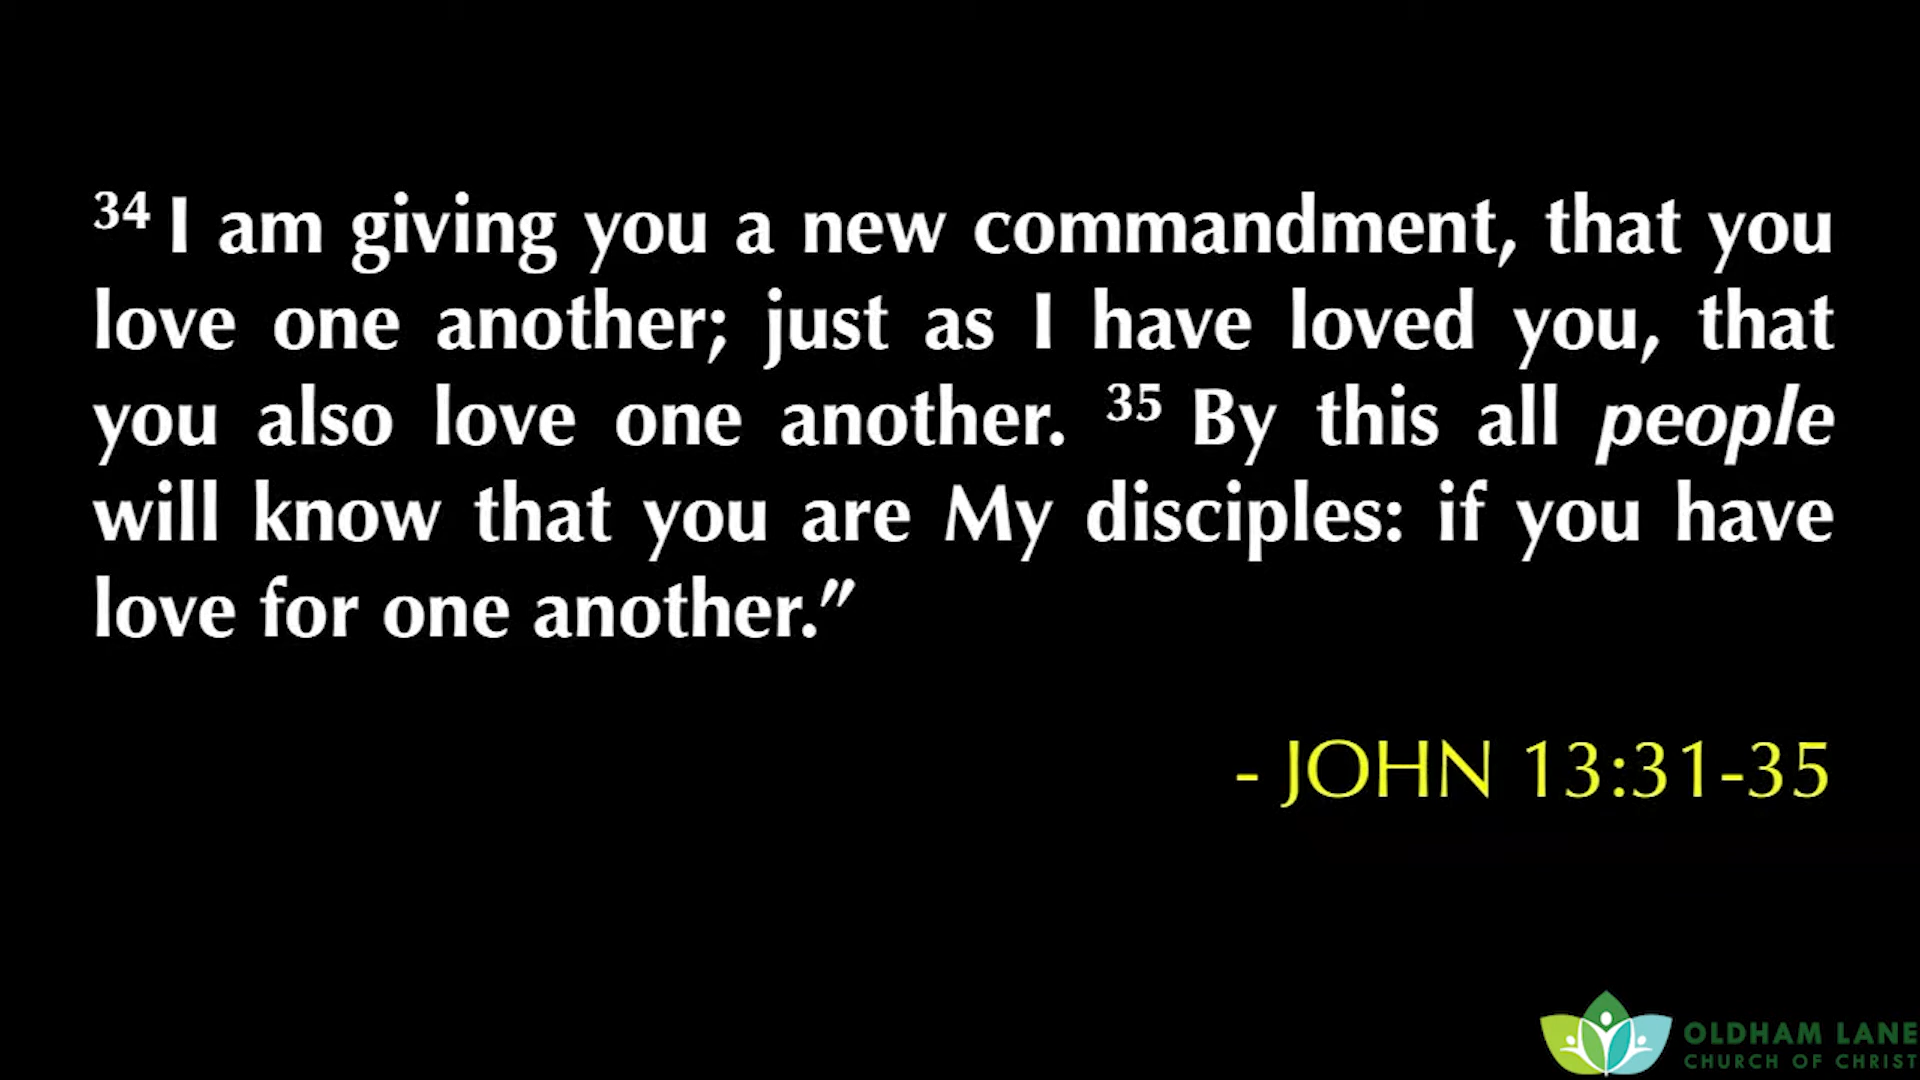 34 I am giving you a new commandment, that you
love one another; just as I have loved you, that
you also love one another. 35 By this all people
will know that you are My disciples: if you have
love for one another.”
- JOHN 13:31-35
OLDHAM LANE
CHURCH OF CHRIST